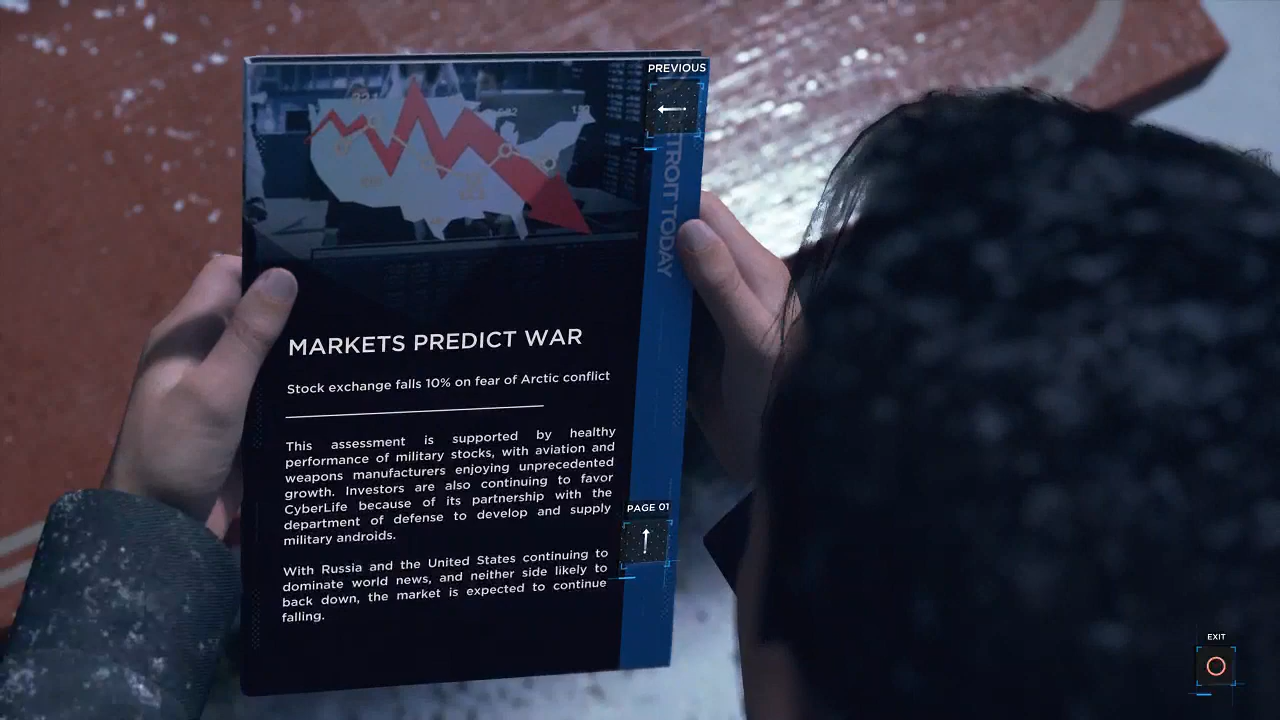 PREVIOUS
TROIT TODAY
MARKETS PREDICT WAR
Stock exchange falls 10% on fear of Arctic conflict
This assessment is supported by healthy
performance of military stocks, with aviation and
weapons manufacturers enjoying unprecedented
growth. Investors are also continuing to favor
CyberLife because of its partnership with the
department of defense to develop and supply
military androids.
PAGE 01
With Russia and the United States continuing to
dominate world news, and neither side likely to
back down, the market is expected to continue
falling.
EXIT